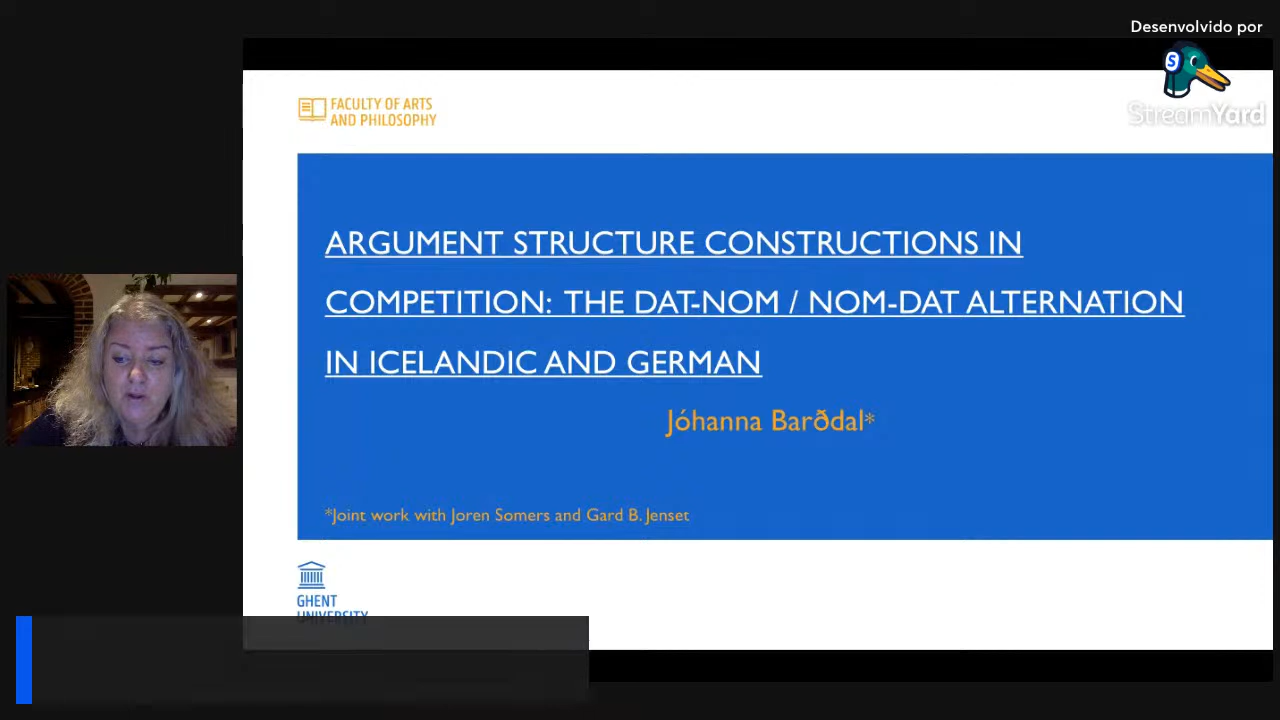 Desenvolvido por
StreamYard
FACULTY OF ARTS
AND PHILOSOPHY
ARGUMENT STRUCTURE CONSTRUCTIONS IN
COMPETITION: THE DAT-NOM / NOM-DAT ALTERNATION
IN ICELANDIC AND GERMAN
Jóhanna Barðdal*
*Joint work with Joren Somers and Gard B. Jenset
GHENT
UNIVERSITY